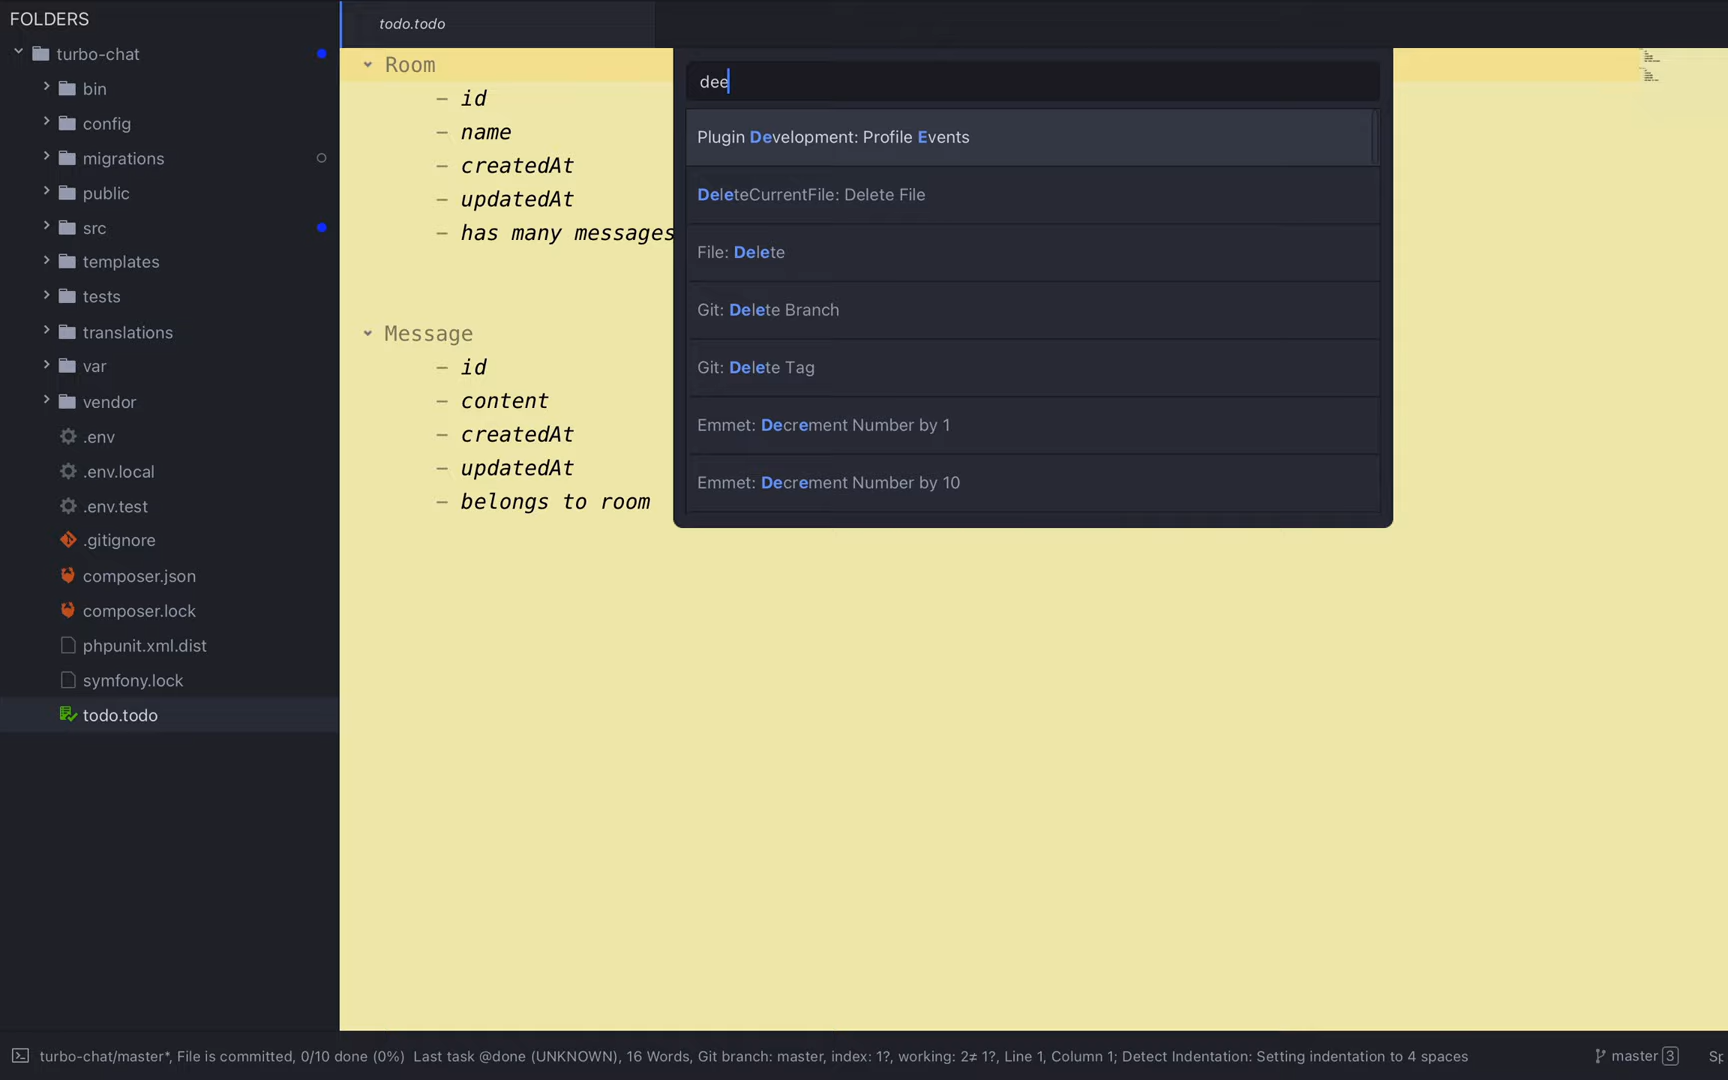 FOLDERS
turbo-chat
bin
config
migrations
public
src
templates
tests
translations
var
vendor
.env
.env.local
.env.test
.gitignore
composer.json
composer.lock
phpunit.xml.dist
symfony.lock
todo.todo
todo.todo
Room
– id
– name
– createdAt
– updatedAt
– has many messages
Message
– id
– content
– createdAt
– updatedAt
– belongs to room
dee
Plugin Development: Profile Events
DeleteCurrentFile: Delete File
File: Delete
Git: Delete Branch
Git: Delete Tag
Emmet: Decrement Number by 1
Emmet: Decrement Number by 10
turbo-chat/master*, File is committed, 0/10 done (0%) Last task @done (UNKNOWN), 16 Words, Git branch: master, index: 1?, working: 2≠ 1?, Line 1, Column 1; Detect Indentation: Setting indentation to 4 spaces
master 3